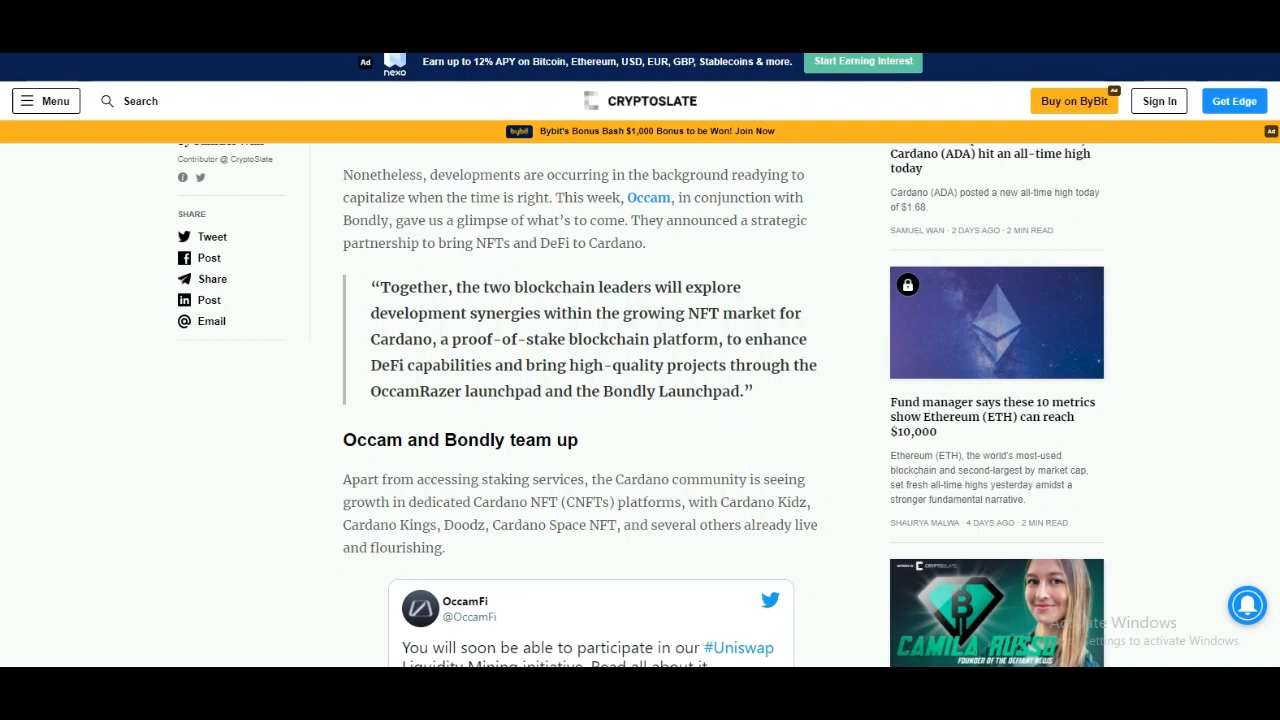 Ad
nexo
Earn up to 12% APY on Bitcoin, Ethereum, USD, EUR, GBP, Stablecoins & more.
Start Earning Interest
Menu
Search
CRYPTOSLATE
Buy on ByBit
Ad
Sign In
Get Edge
BYBIT
Bybit's Bonus Bash $1,000 Bonus to be Won! Join Now
Ad
Contributor @ CryptoSlate
SHARE
Tweet
Post
Share
Post
Email
Nonetheless, developments are occurring in the background readying to
capitalize when the time is right. This week, Occam, in conjunction with
Bondly, gave us a glimpse of what’s to come. They announced a strategic
partnership to bring NFTs and DeFi to Cardano.
“Together, the two blockchain leaders will explore
development synergies within the growing NFT market for
Cardano, a proof-of-stake blockchain platform, to enhance
DeFi capabilities and bring high-quality projects through the
OccamRazer launchpad and the Bondly Launchpad.”
Occam and Bondly team up
Apart from accessing staking services, the Cardano community is seeing
growth in dedicated Cardano NFT (CNFTs) platforms, with Cardano Kidz,
Cardano Kings, Doodz, Cardano Space NFT, and several others already live
and flourishing.
OccamFi
@OccamFi
You will soon be able to participate in our #Uniswap
Liquidity Mining initiative. Read all about it
Cardano (ADA) hit an all-time high
today
Cardano (ADA) posted a new all-time high today
of $1.68.
SAMUEL WAN · 2 DAYS AGO · 2 MIN READ
Fund manager says these 10 metrics
show Ethereum (ETH) can reach
$10,000
Ethereum (ETH), the world's most-used
blockchain and second-largest by market cap,
set fresh all-time highs yesterday amidst a
stronger fundamental narrative.
SHAURYA MALWA · 4 DAYS AGO · 2 MIN READ
CRYPTOSLATE
CAMILA RUSSO
FOUNDER OF THE DEFIANT NEWS
Activate Windows
settings to activate Windows.